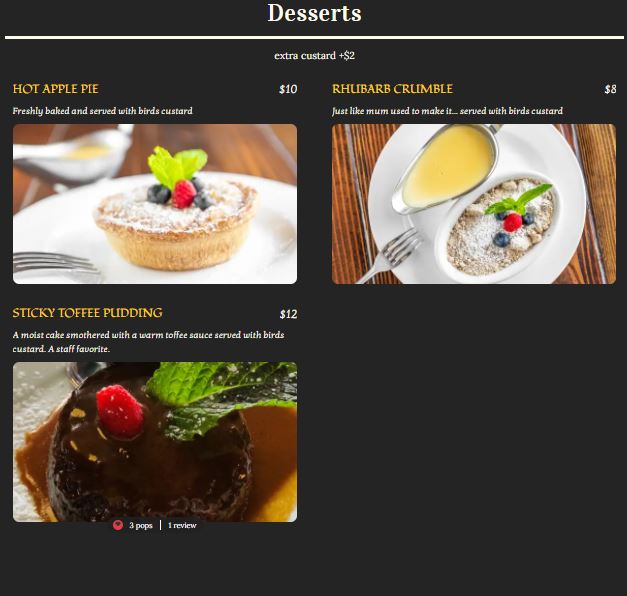 Desserts
extra custard +$2
HOT APPLE PIE $10
Freshly baked and served with birds custard
RHUBARB CRUMBLE $8
Just like mum used to make it... served with birds custard
STICKY TOFFEE PUDDING $12
A moist cake smothered with a warm toffee sauce served with birds
custard. A staff favorite.
3 pops | 1 review